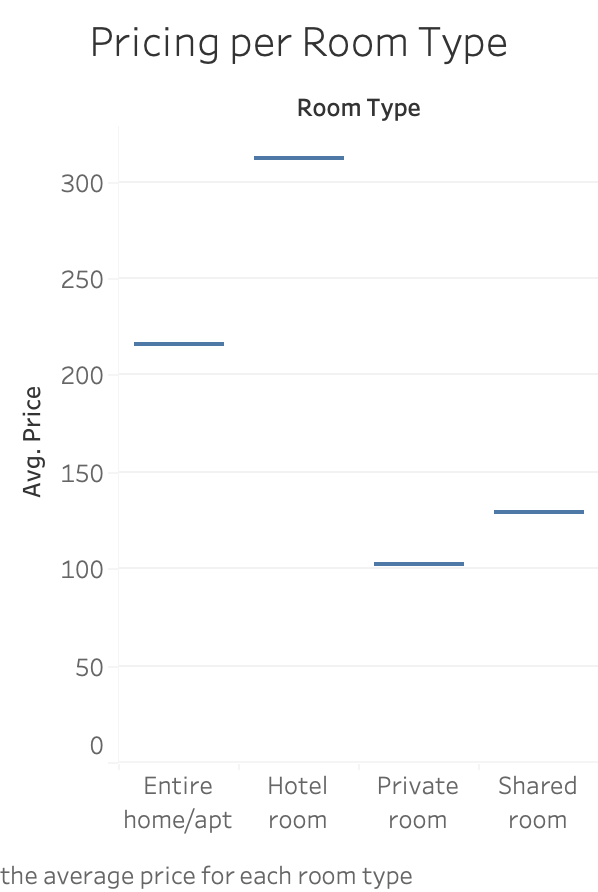 Pricing per Room Type
Room Type
300
250
200
150
100
50
0
Avg. Price
Entire home/apt
Hotel room
Private room
Shared room
the average price for each room type